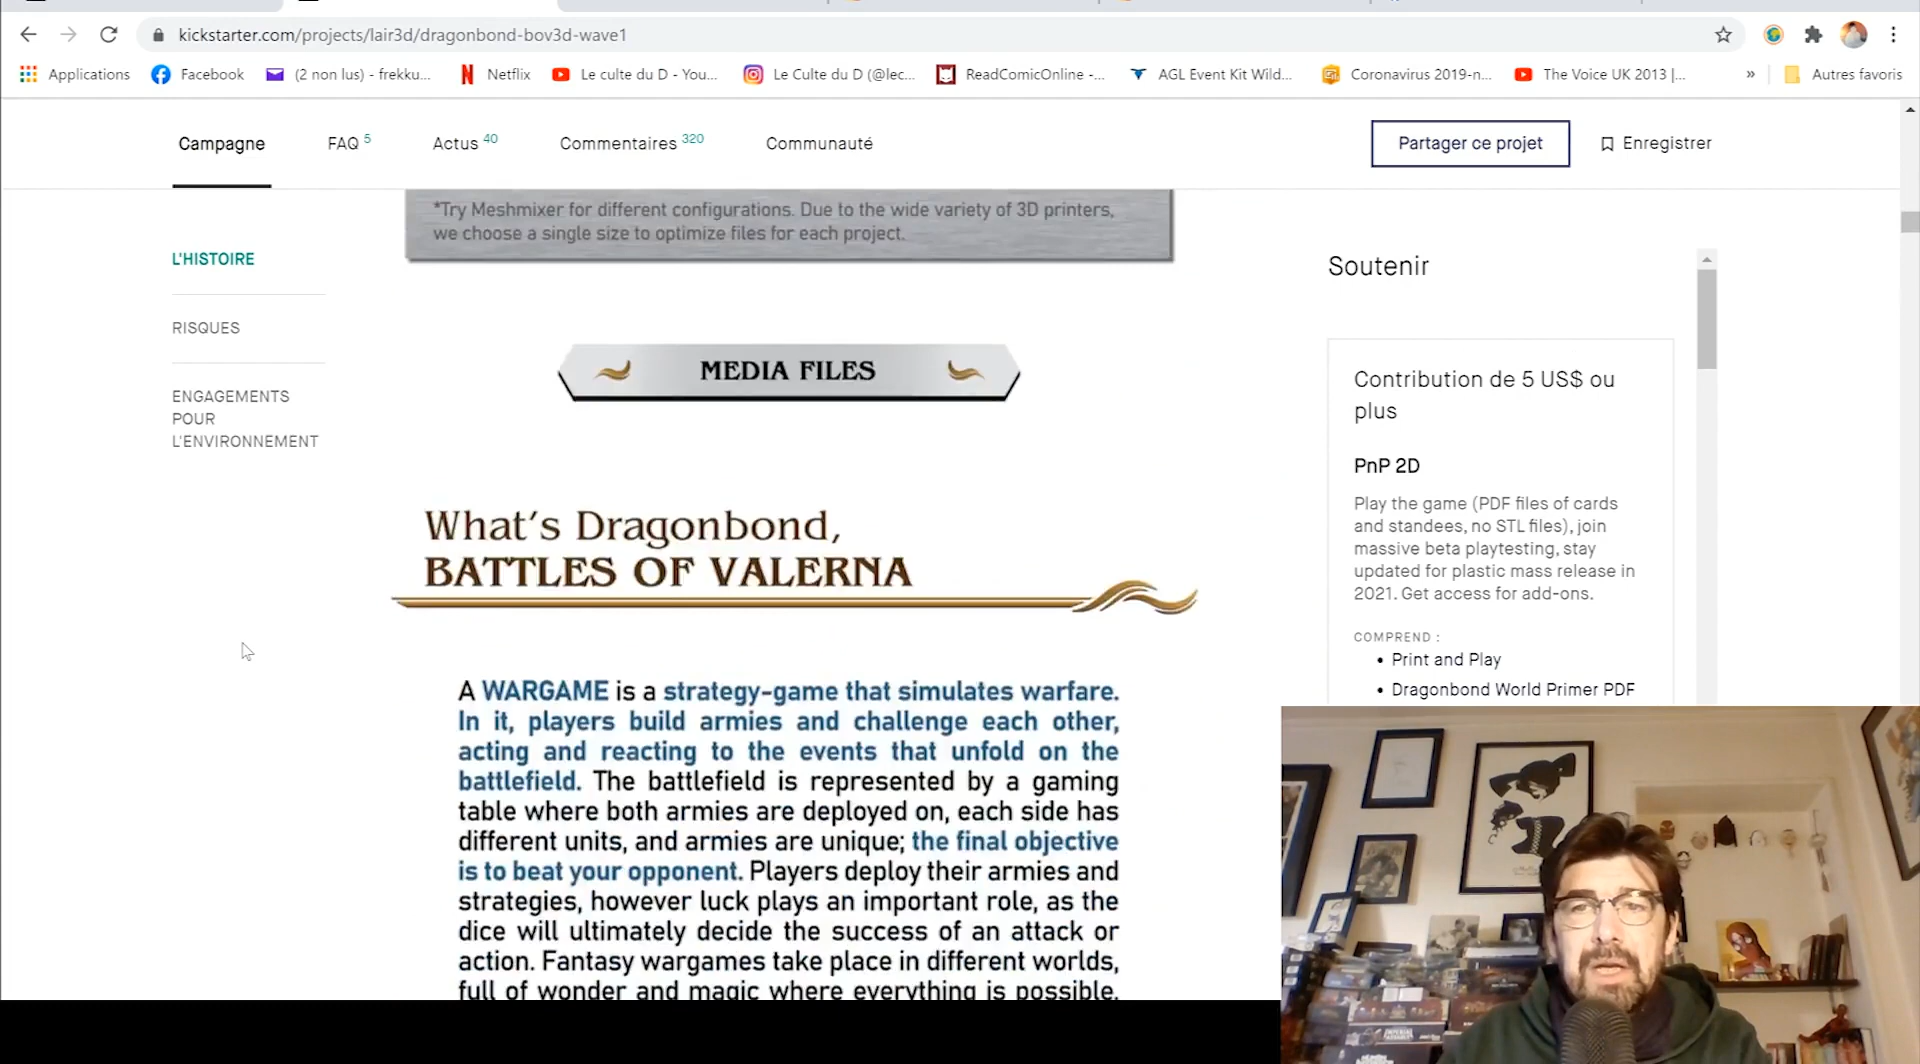 kickstarter.com/projects/lair3d/dragonbond-bov3d-wave1
Applications
Facebook
(2 non lus) - frekku...
Netflix
Le culte du D - You...
Le Culte du D (@lec...
ReadComicOnline -...
AGL Event Kit Wild...
Coronavirus 2019-n...
The Voice UK 2013 |...
»
Autres favoris
Campagne
FAQ 5
Actus 40
Commentaires 320
Communauté
Partager ce projet
Enregistrer
*Try Meshmixer for different configurations. Due to the wide variety of 3D printers,
we choose a single size to optimize files for each project.
L'HISTOIRE
RISQUES
ENGAGEMENTS
POUR
L'ENVIRONNEMENT
MEDIA FILES
What's Dragonbond,
BATTLES OF VALERNA
A WARGAME is a strategy-game that simulates warfare.
In it, players build armies and challenge each other,
acting and reacting to the events that unfold on the
battlefield. The battlefield is represented by a gaming
table where both armies are deployed on, each side has
different units, and armies are unique; the final objective
is to beat your opponent. Players deploy their armies and
strategies, however luck plays an important role, as the
dice will ultimately decide the success of an attack or
action. Fantasy wargames take place in different worlds,
full of wonder and magic where everything is possible.
Soutenir
Contribution de 5 US$ ou
plus
PnP 2D
Play the game (PDF files of cards
and standees, no STL files), join
massive beta playtesting, stay
updated for plastic mass release in
2021. Get access for add-ons.
COMPREND :
• Print and Play
• Dragonbond World Primer PDF